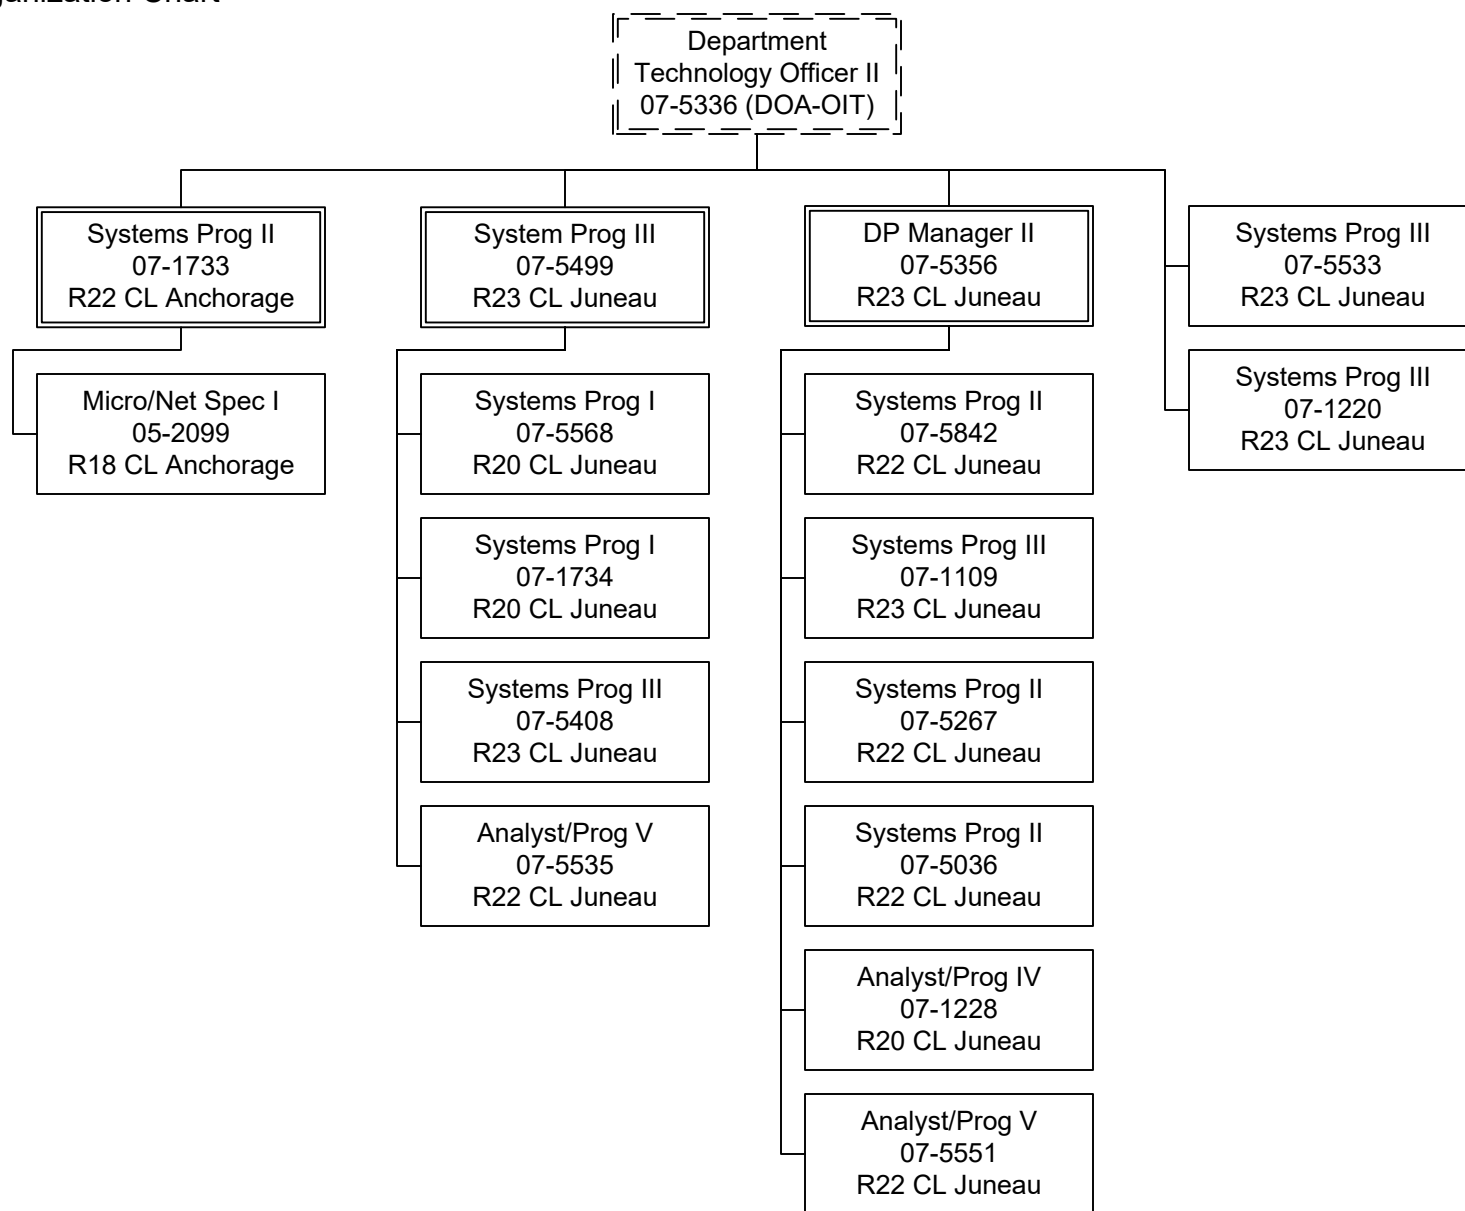 Department
Technology Officer II
07-5336 (DOA-OIT)
Systems Prog II
07-1733
R22 CL Anchorage
System Prog III
07-5499
R23 CL Juneau
DP Manager II
07-5356
R23 CL Juneau
Systems Prog III
07-5533
R23 CL Juneau
Systems Prog III
07-1220
R23 CL Juneau
Micro/Net Spec I
05-2099
R18 CL Anchorage
Systems Prog I
07-5568
R20 CL Juneau
Systems Prog I
07-1734
R20 CL Juneau
Systems Prog III
07-5408
R23 CL Juneau
Analyst/Prog V
07-5535
R22 CL Juneau
Systems Prog II
07-5842
R22 CL Juneau
Systems Prog III
07-1109
R23 CL Juneau
Systems Prog II
07-5267
R22 CL Juneau
Systems Prog II
07-5036
R22 CL Juneau
Analyst/Prog IV
07-1228
R20 CL Juneau
Analyst/Prog V
07-5551
R22 CL Juneau